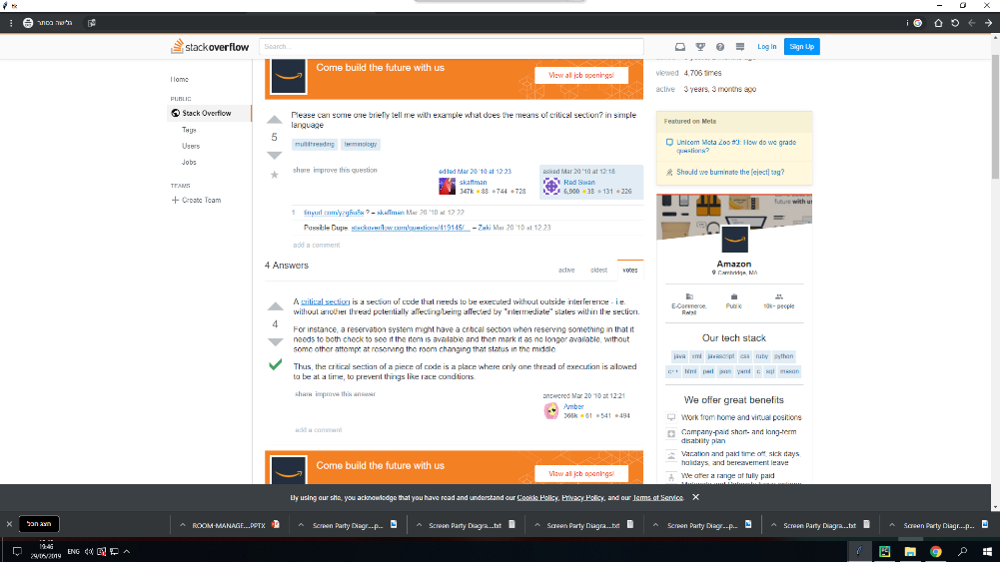 tk
גלישה בסתר
stackoverflow
Search...
Log In
Sign Up
Home
PUBLIC
Stack Overflow
Tags
Users
Jobs
TEAMS
Create Team
Come build the future with us
View all job openings!
Please can some one briefly tell me with example what does the means of critical section? in simple
language
5
multithreading terminology
share improve this question
edited Mar 20 '10 at 12:23
skaffman
347k 88 744 728
asked Mar 20 '10 at 12:18
Red Swan
6,900 38 131 226
1 tinyurl.com/yzg6o8s ? – skaffman Mar 20 '10 at 12:22
Possible Dupe: stackoverflow.com/questions/419145/... – Zaki Mar 20 '10 at 12:23
add a comment
4 Answers
active oldest votes
A critical section is a section of code that needs to be executed without outside interference - i.e.
without another thread potentially affecting/being affected by "intermediate" states within the section.
4
For instance, a reservation system might have a critical section when reserving something in that it
needs to both check to see if the item is available and then mark it as no longer available, without
some other attempt at reserving the room changing that status in the middle.
Thus, the critical section of a piece of code is a place where only one thread of execution is allowed
to be at a time, to prevent things like race conditions.
share improve this answer
answered Mar 20 '10 at 12:21
Amber
366k 61 541 494
add a comment
Come build the future with us
View all job openings!
viewed 4,706 times
active 3 years, 3 months ago
Featured on Meta
Unicorn Meta Zoo #3: How do we grade
questions?
Should we burninate the [eject] tag?
Amazon
Cambridge, MA
E-Commerce,
Retail
Public
10k+ people
Our tech stack
java xml javascript css ruby python
c++ html perl json yaml c sql mason
We offer great benefits
Work from home and virtual positions
Company-paid short- and long-term
disability plan
Vacation and paid time off, sick days,
holidays, and bereavement leave
We offer a range of fully paid
By using our site, you acknowledge that you have read and understand our Cookie Policy, Privacy Policy, and our Terms of Service.
הצג הכל
ROOM-MANAGE....PPTX
Screen Party Diagra....p...
Screen Party Diagra....txt
Screen Party Diagra....txt
Screen Party Diagra....p...
Screen Party Diagra....txt
Screen Party Diagra....p...
19:46
29/05/2019
ENG